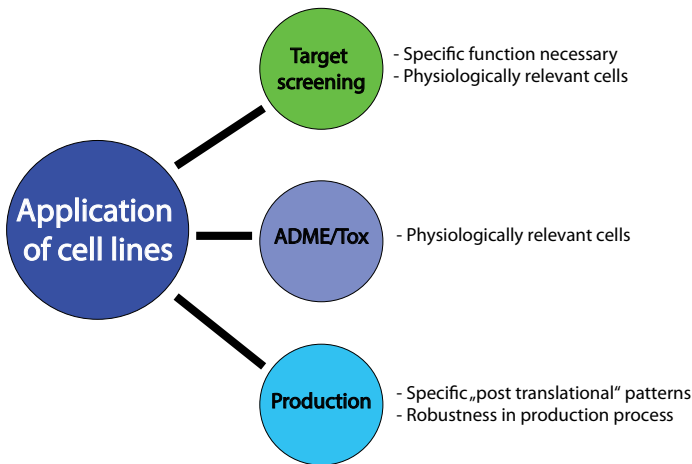 Application
of cell lines
Target
screening
- Specific function necessary
- Physiologically relevant cells
ADME/Tox
- Physiologically relevant cells
Production
- Specific „post translational“ patterns
- Robustness in production process